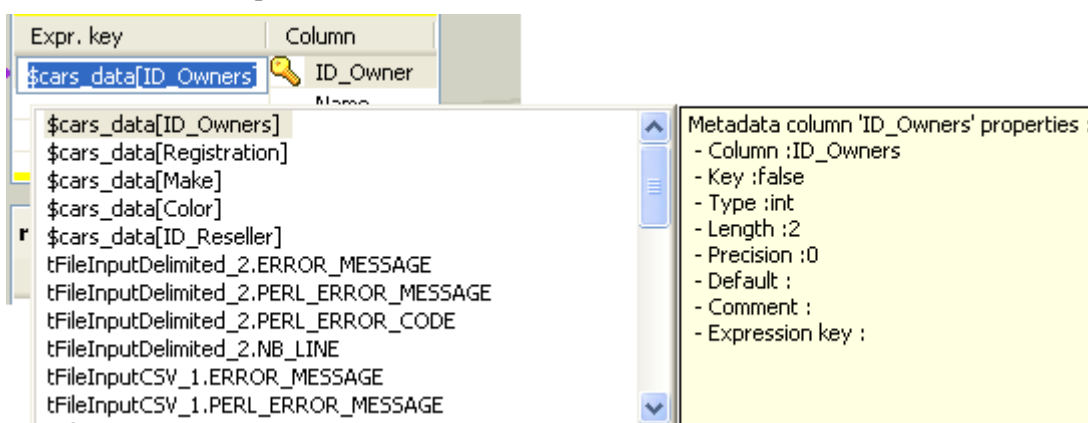 Expr. key Column
$cars_data[ID_Owners] ID_Owner
Name
$cars_data[ID_Owners]
$cars_data[Registration]
$cars_data[Make]
$cars_data[Color]
$cars_data[ID_Reseller]
tFileInputDelimited_2.ERROR_MESSAGE
tFileInputDelimited_2.PERL_ERROR_MESSAGE
tFileInputDelimited_2.PERL_ERROR_CODE
tFileInputDelimited_2.NB_LINE
tFileInputCSV_1.ERROR_MESSAGE
tFileInputCSV_1.PERL_ERROR_MESSAGE
r
Metadata column 'ID_Owners' properties :
- Column :ID_Owners
- Key :false
- Type :int
- Length :2
- Precision :0
- Default :
- Comment :
- Expression key :